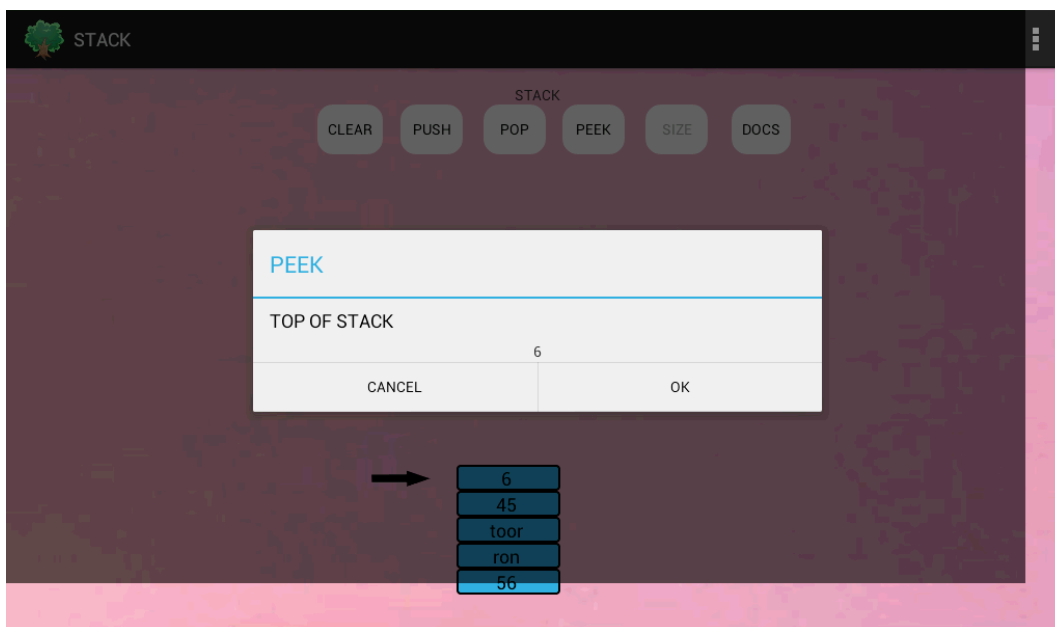 STACK
STACK
CLEAR PUSH POP PEEK SIZE DOCS
PEEK
TOP OF STACK
6
CANCEL OK
6
45
toor
ron
56